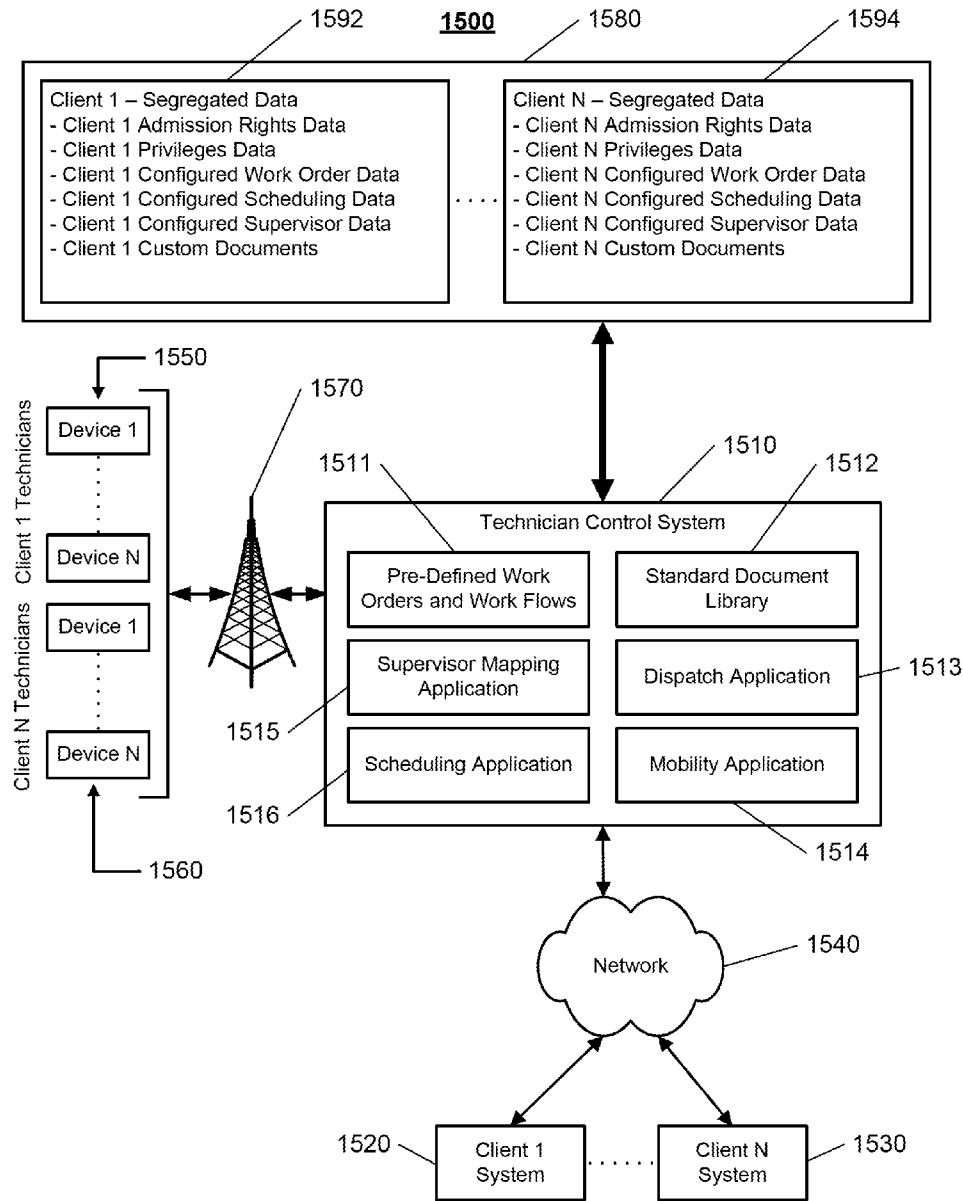 1592
1500
1580
1594
Client 1 – Segregated Data
- Client 1 Admission Rights Data
- Client 1 Privileges Data
- Client 1 Configured Work Order Data
- Client 1 Configured Scheduling Data
- Client 1 Configured Supervisor Data
- Client 1 Custom Documents
Client N – Segregated Data
- Client N Admission Rights Data
- Client N Privileges Data
- Client N Configured Work Order Data
- Client N Configured Scheduling Data
- Client N Configured Supervisor Data
- Client N Custom Documents
1550
Client 1 Technicians
Device 1
Device N
Client N Technicians
Device 1
Device N
1560
1570
1511
1510
1512
Technician Control System
Pre-Defined Work
Orders and Work Flows
Standard Document
Library
Supervisor Mapping
Application
Dispatch Application
1513
1515
Scheduling Application
Mobility Application
1516
1514
Network
1540
1520
Client 1
System
Client N
System
1530